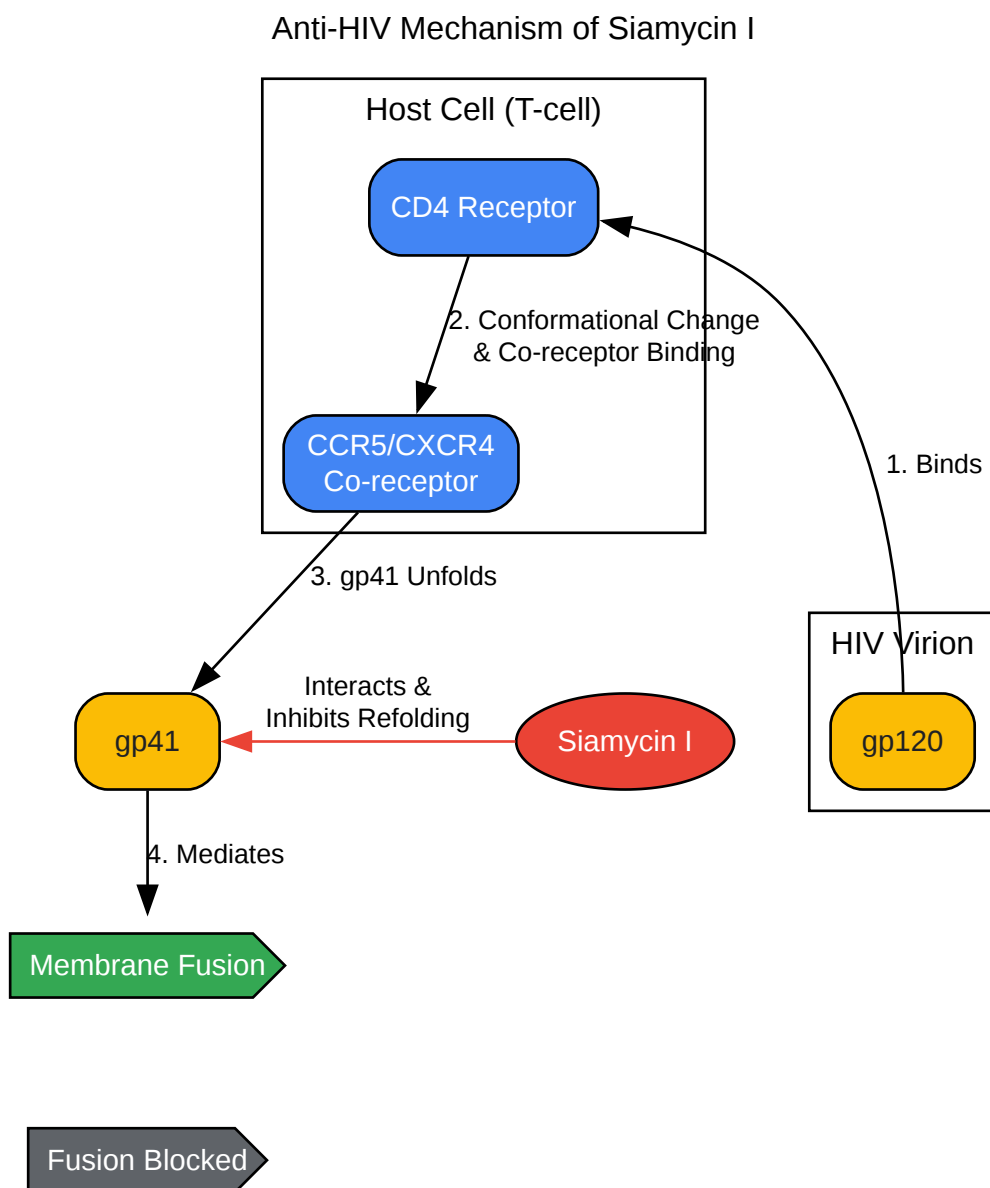 Anti-HIV Mechanism of Siamycin I
Host Cell (T-cell)
CD4 Receptor
2. Conformational Change
& Co-receptor Binding
CCR5/CXCR4
Co-receptor
1. Binds
3. gp41 Unfolds
HIV Virion
Interacts &
Inhibits Refolding
gp41
Siamycin I
gp120
4. Mediates
Membrane Fusion
Fusion Blocked